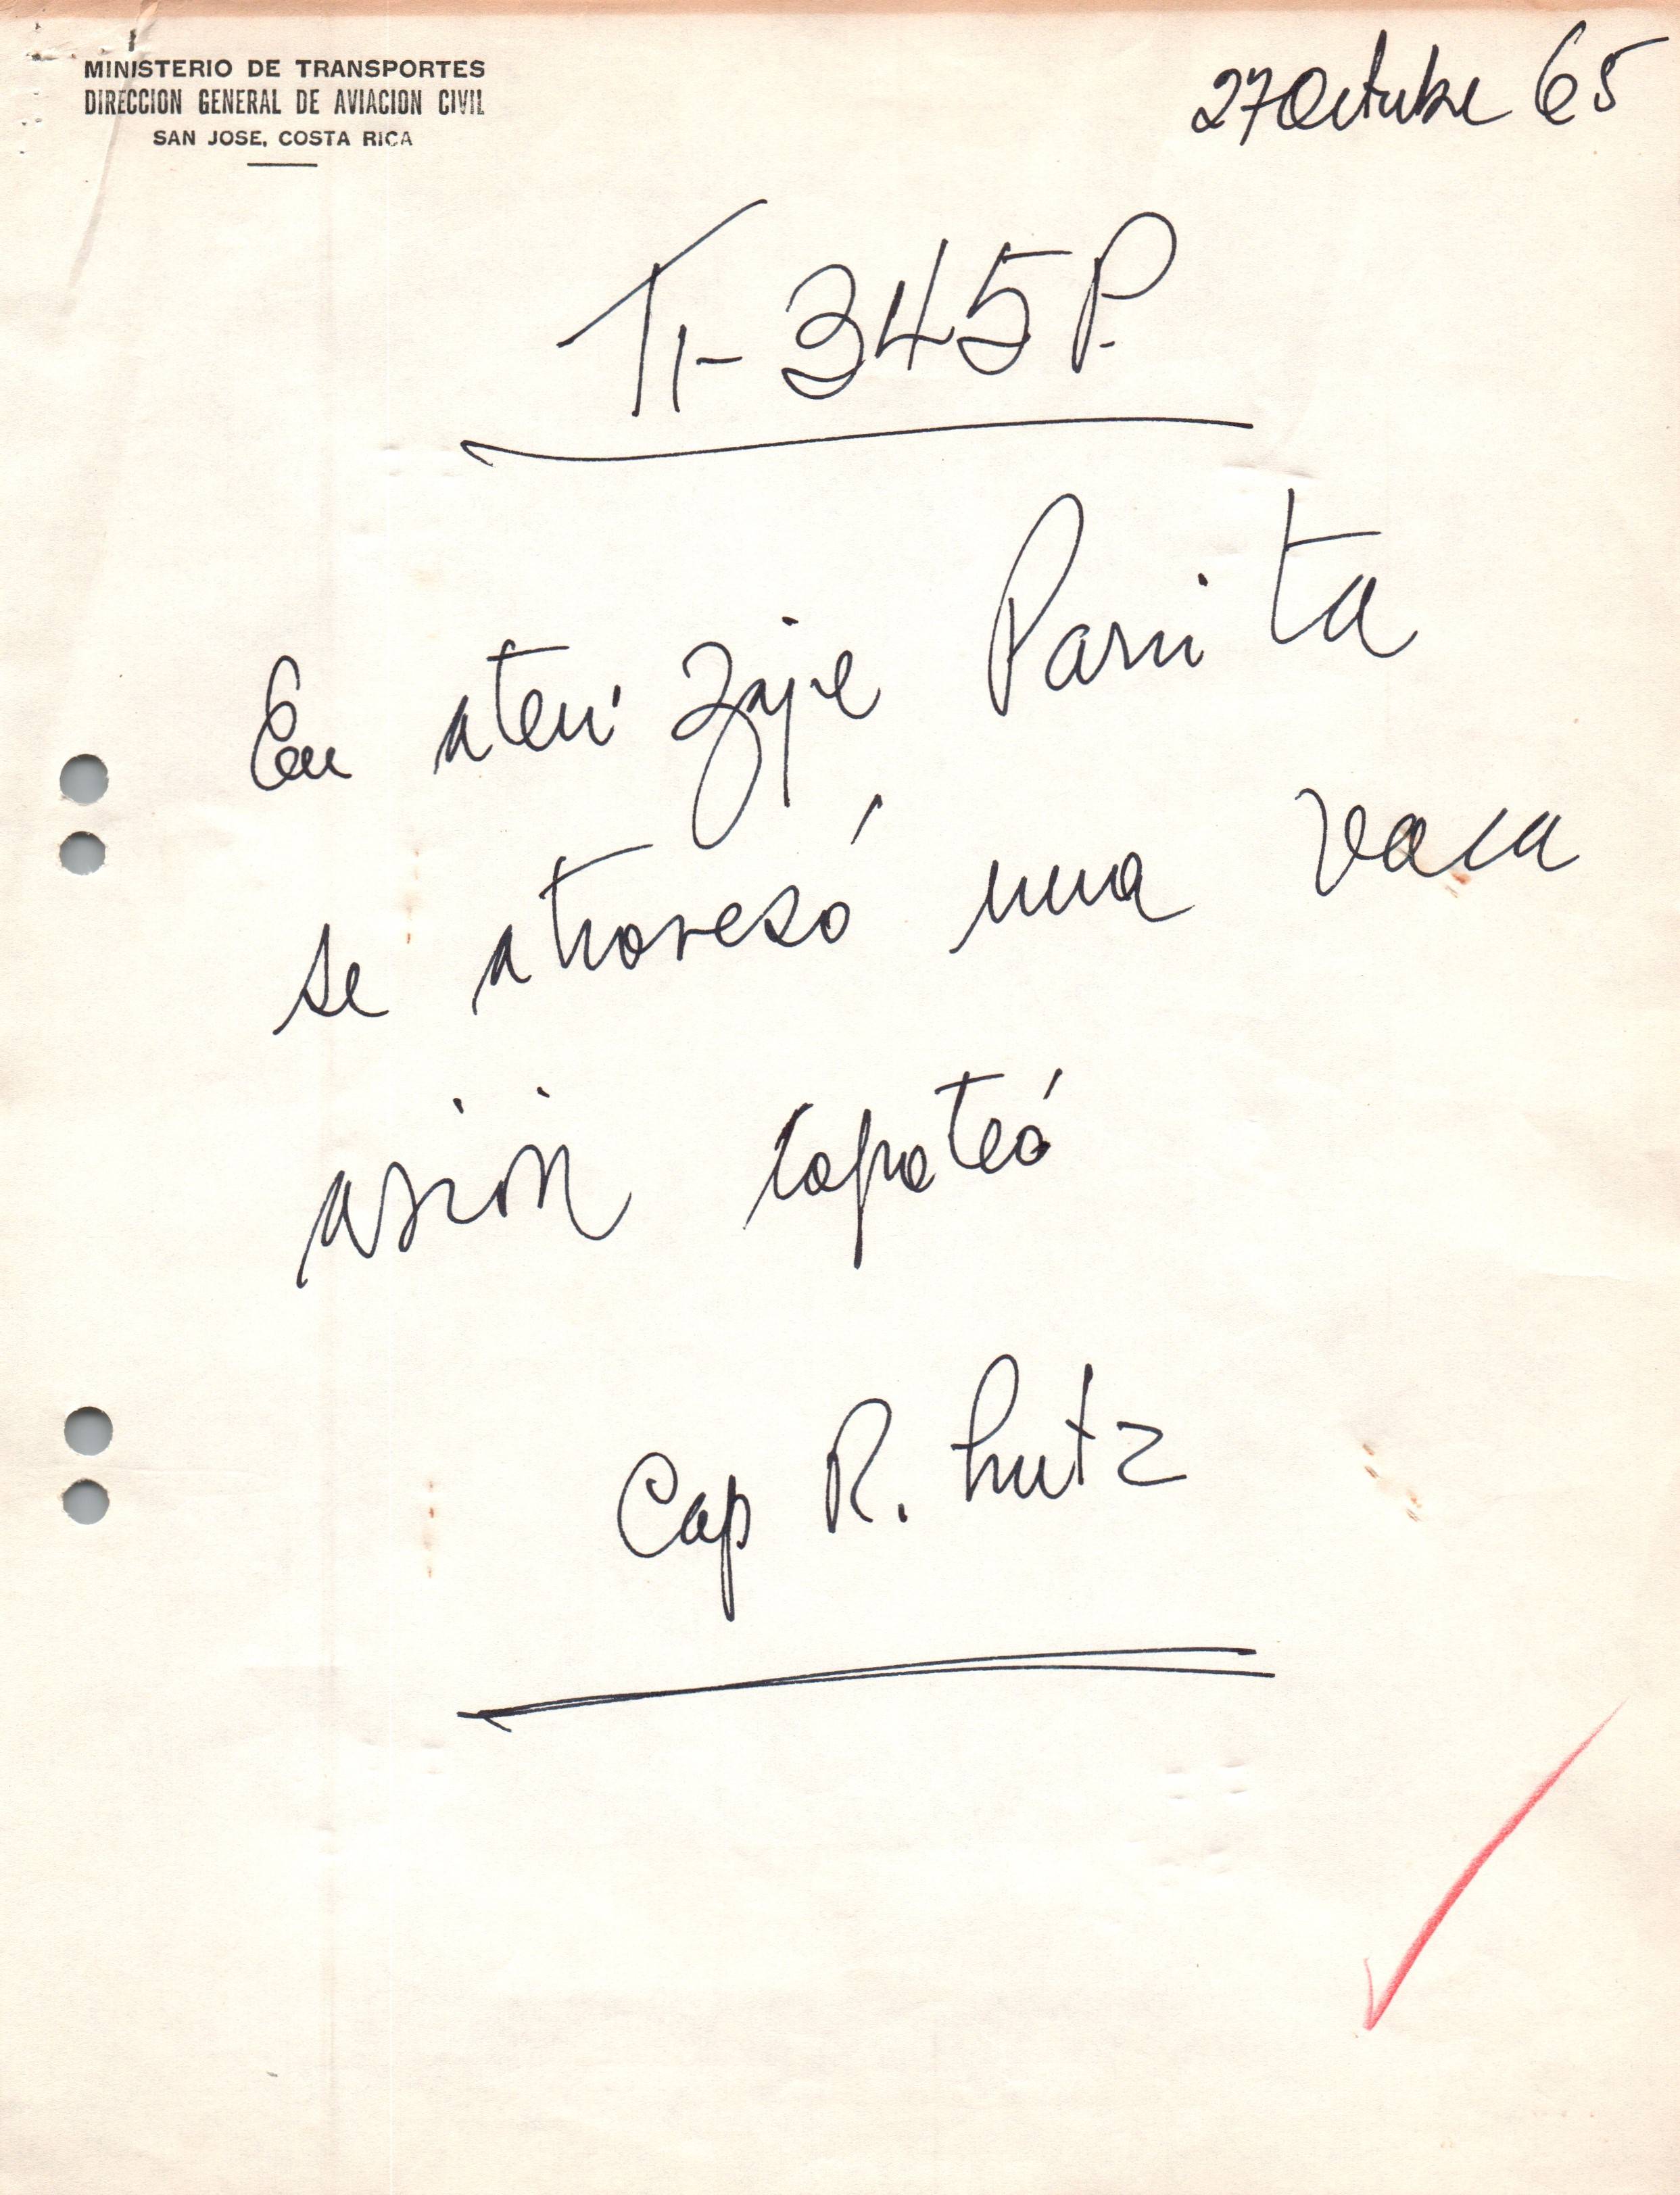 MINISTERIO DE TRANSPORTES
DIRECCION GENERAL DE AVIACION CIVIL
SAN JOSE, COSTA RICA
27 Octubre 65
TI-345P.
En aterrizaje Parrita
se atravesó una vaca
avión capoteó
Cap R. Lutz